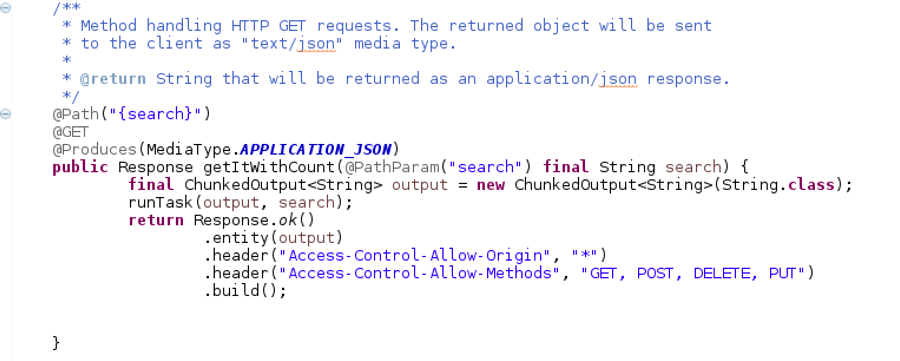 /**
 * Method handling HTTP GET requests. The returned object will be sent
 * to the client as "text/json" media type.
 *
 * @return String that will be returned as an application/json response.
 */
@Path("{search}")
@GET
@Produces(MediaType.APPLICATION_JSON)
public Response getItWithCount(@PathParam("search") final String search) {
        final ChunkedOutput<String> output = new ChunkedOutput<String>(String.class);
        runTask(output, search);
        return Response.ok()
                .entity(output)
                .header("Access-Control-Allow-Origin", "*")
                .header("Access-Control-Allow-Methods", "GET, POST, DELETE, PUT")
                .build();
}